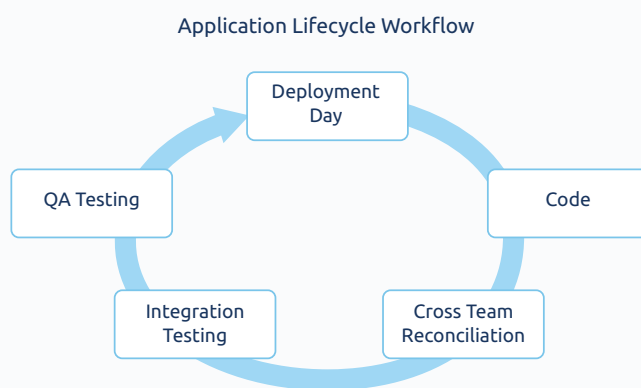 Application Lifecycle Workflow
Deployment
Day
QA Testing
Code
Integration
Testing
Cross Team
Reconciliation